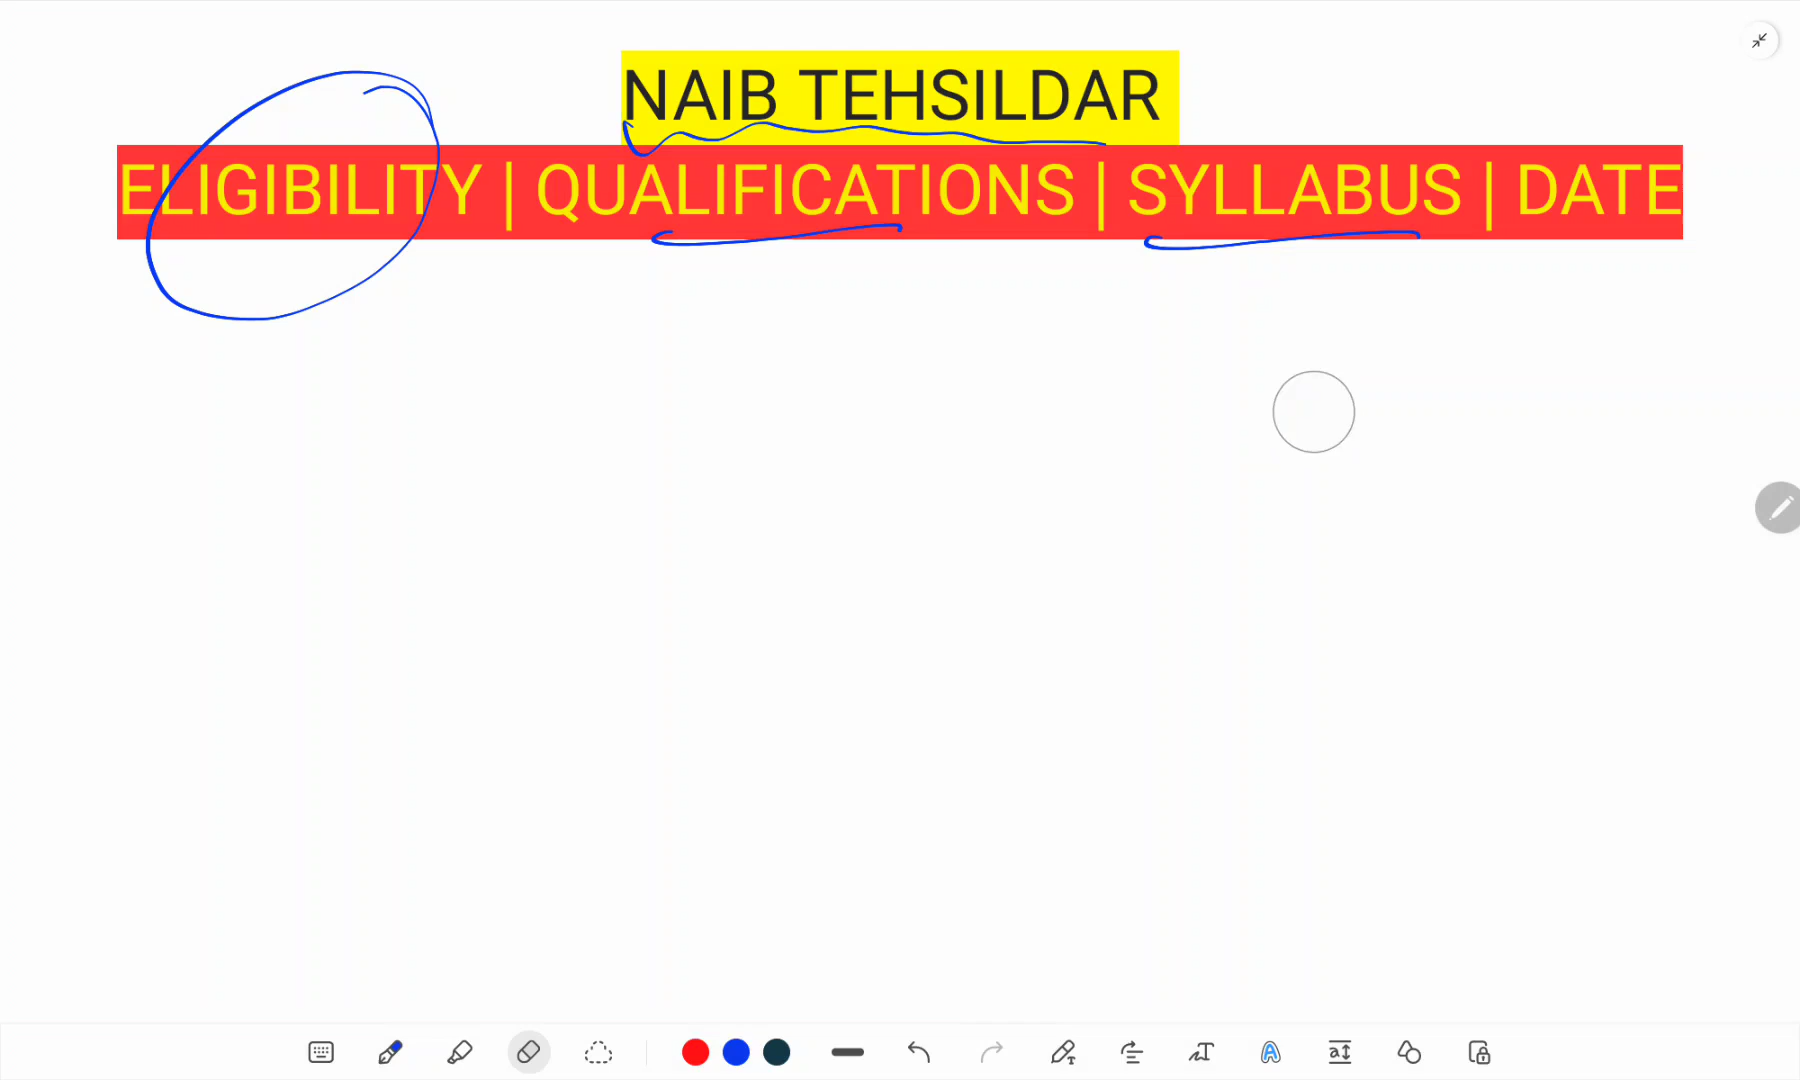 NAIB TEHSILDAR
ELIGIBILITY | QUALIFICATIONS | SYLLABUS | DATE